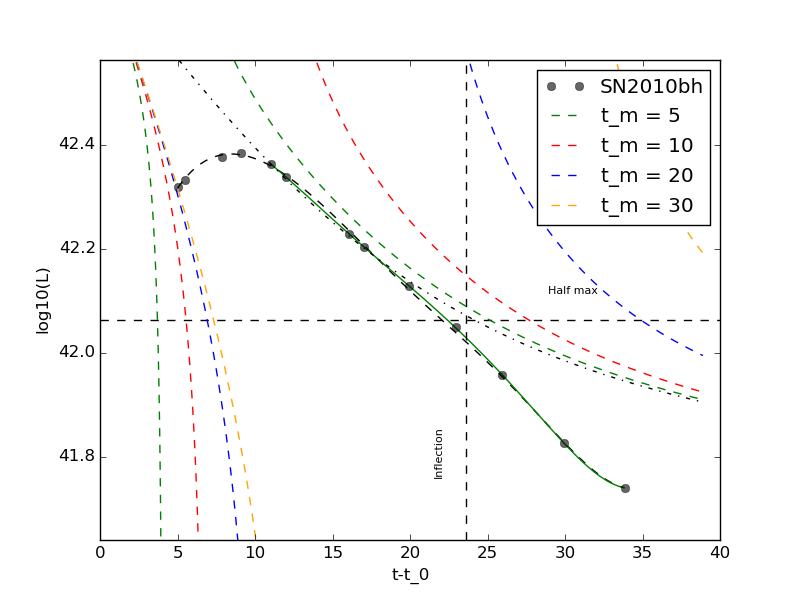 SN2010bh
t_m = 5
t_m = 10
t_m = 20
t_m = 30
42.4
42.2
42.0
41.8
log10(L)
Half max
Inflection
0 5 10 15 20 25 30 35 40
t-t_0